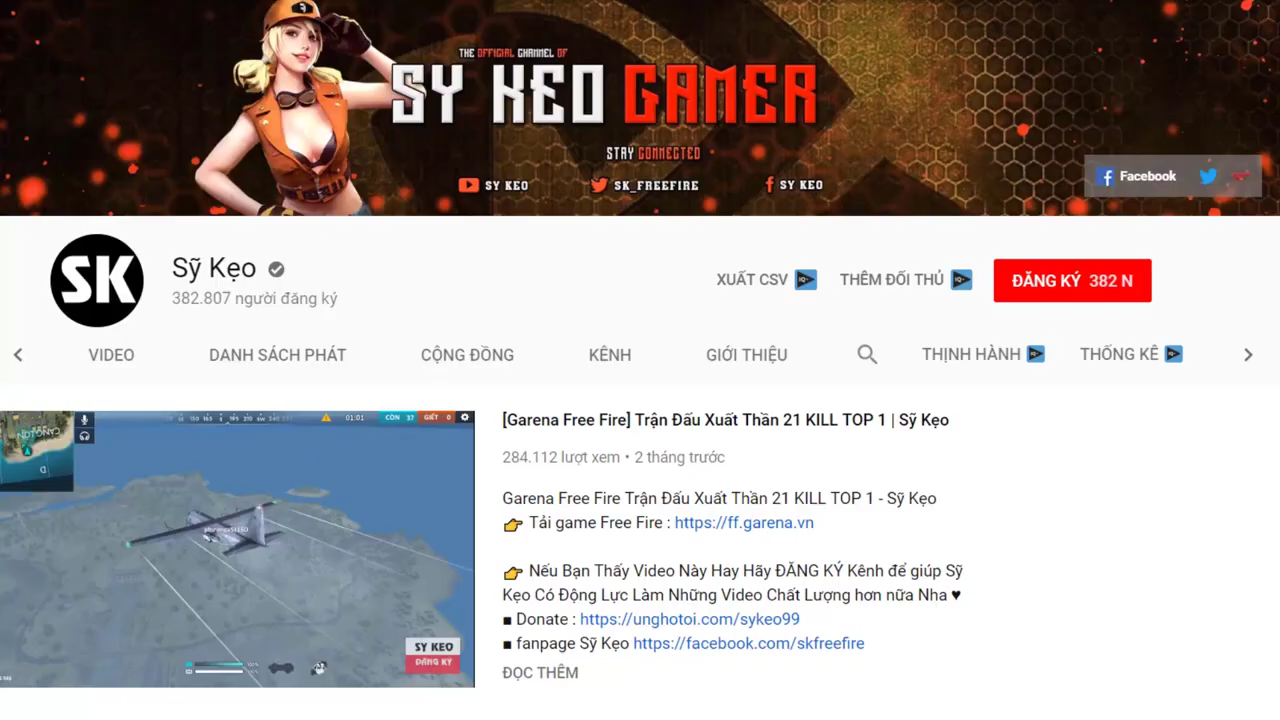 THE OFFICIAL CHANNEL OF
SY KEO GAMER
STAY CONNECTED
SY KEO
SK_FREEFIRE
SY KEO
Facebook
SK
Sỹ Kẹo
382.807 người đăng ký
XUẤT CSV
THÊM ĐỐI THỦ
ĐĂNG KÝ 382 N
VIDEO
DANH SÁCH PHÁT
CỘNG ĐỒNG
KÊNH
GIỚI THIỆU
THỊNH HÀNH
THỐNG KÊ
01:01
CÒN 37
GIẾT 0
SY KEO
ĐĂNG KÝ
[Garena Free Fire] Trận Đấu Xuất Thần 21 KILL TOP 1 | Sỹ Kẹo
284.112 lượt xem • 2 tháng trước
Garena Free Fire Trận Đấu Xuất Thần 21 KILL TOP 1 - Sỹ Kẹo
👉 Tải game Free Fire : https://ff.garena.vn
👉 Nếu Bạn Thấy Video Này Hay Hãy ĐĂNG KÝ Kênh để giúp Sỹ
Kẹo Có Động Lực Làm Những Video Chất Lượng hơn nữa Nha ♥
■ Donate : https://unghotoi.com/sykeo99
■ fanpage Sỹ Kẹo https://facebook.com/skfreefire
ĐỌC THÊM